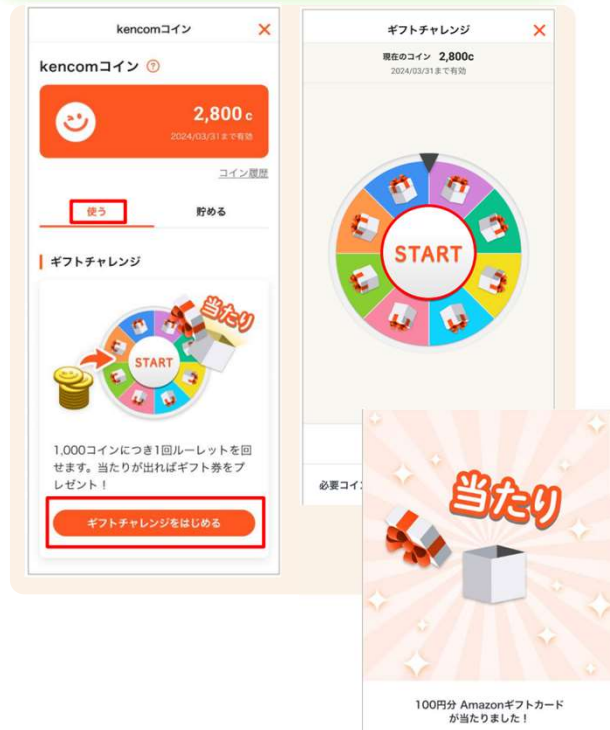 kencomコイン
kencomコイン ?
2,800 c
2024/03/31まで有効
コイン履歴
使う
貯める
ギフトチャレンジ
当たり
START
1,000コインにつき1回ルーレットを回
せます。当たりが出ればギフト券をプ
レゼント！
ギフトチャレンジをはじめる
ギフトチャレンジ
現在のコイン 2,800c
2024/03/31まで有効
START
必要コイ
当たり
100円分 Amazonギフトカード
が当たりました！